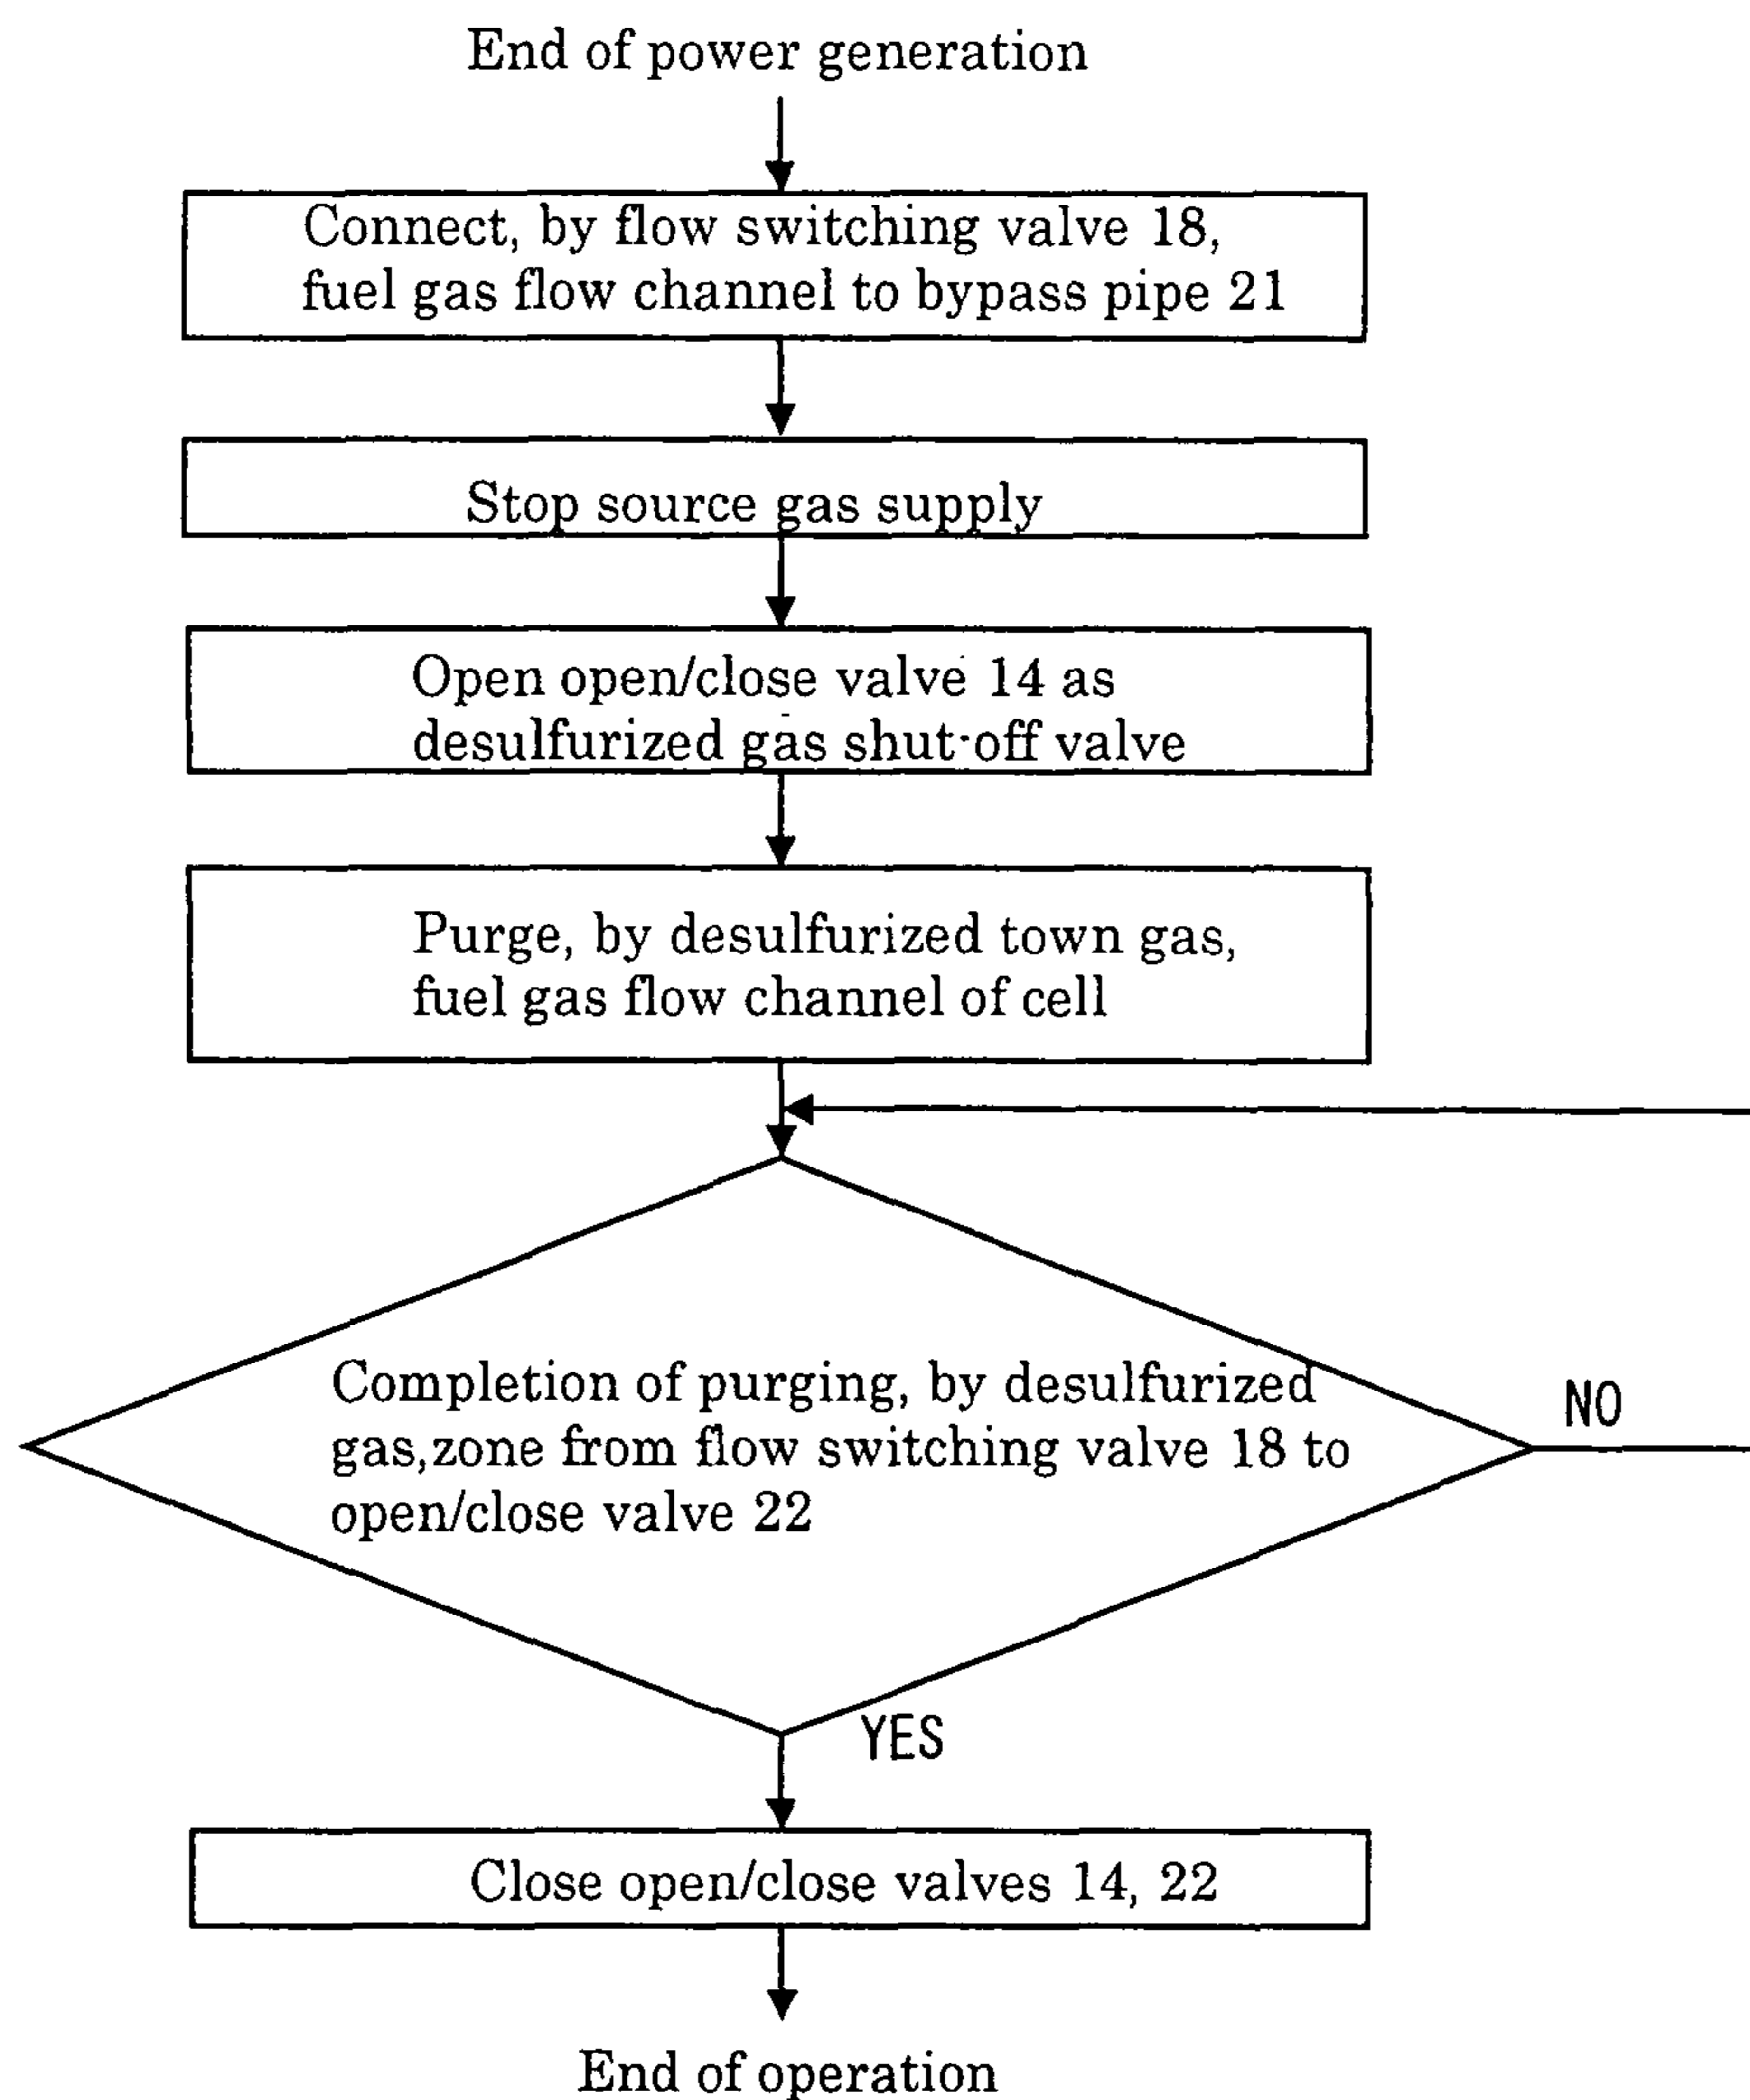 End of power generation
Connect, by flow switching valve 18,
fuel gas flow channel to bypass pipe 21
Stop source gas supply
Open open/close valve 14 as
desulfurized gas shut-off valve
Purge, by desulfurized town gas,
fuel gas flow channel of cell
Completion of purging, by desulfurized
gas,zone from flow switching valve 18 to
open/close valve 22
NO
YES
Close open/close valves 14, 22
End of operation